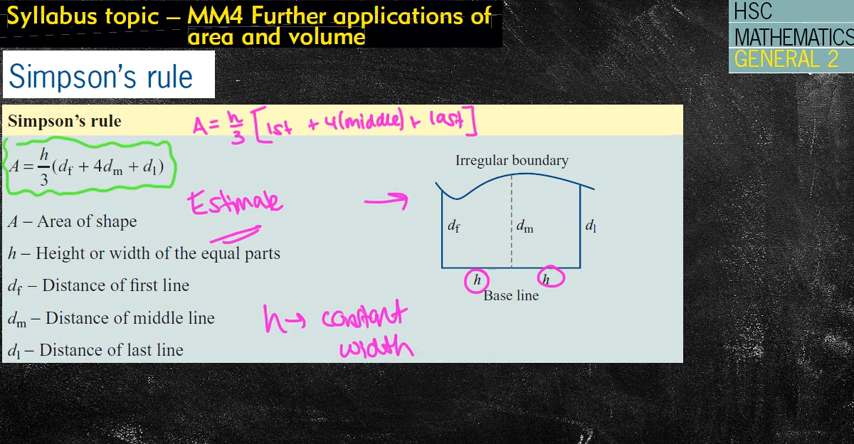 Syllabus topic – MM4 Further applications of
area and volume
HSC
MATHEMATICS
GENERAL 2
Simpson's rule
Simpson's rule
A = h/3 [1st + 4(middle) + last]
A = h/3 (df + 4dm + dl)
Estimate
Irregular boundary
df
dm
dl
h
h
Base line
A – Area of shape
h – Height or width of the equal parts
df – Distance of first line
dm – Distance of middle line
dl – Distance of last line
h → constant
width